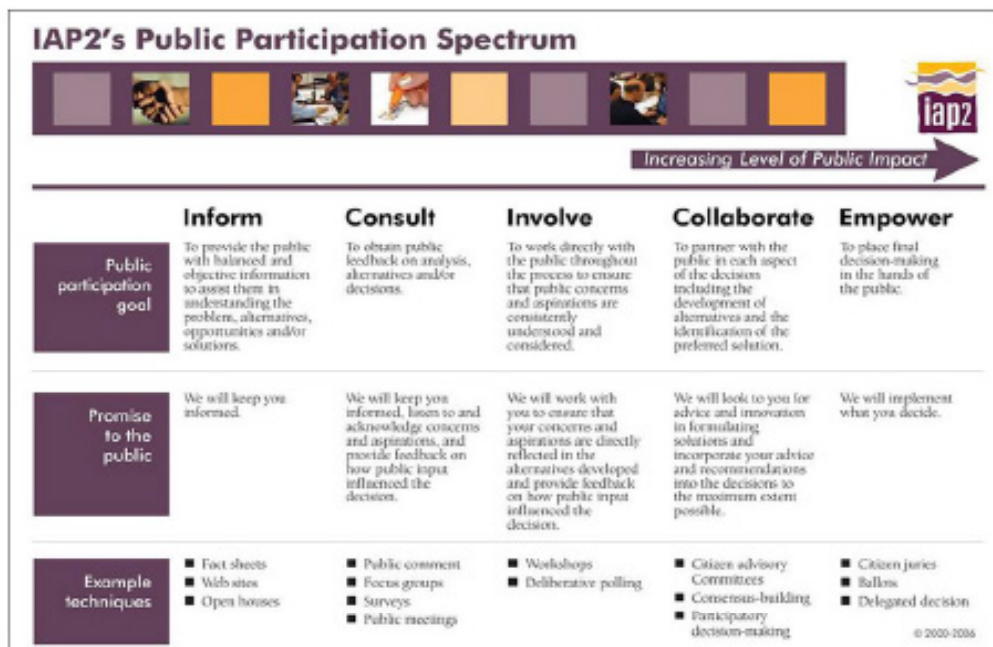 IAP2's Public Participation Spectrum
iap2
Increasing Level of Public Impact
Inform
Consult
Involve
Collaborate
Empower
Public
participation
goal
To provide the public
with balanced and
objective information
to assist them in
understanding the
problem, alternatives,
opportunities and/or
solutions.
To obtain public
feedback on analysis,
alternatives and/or
decisions.
To work directly with
the public throughout
the process to ensure
that public concerns
and aspirations are
consistently
understood and
considered.
To partner with the
public in each aspect
of the decision
including the
development of
alternatives and the
identification of the
preferred solution.
To place final
decision-making
in the hands of
the public.
Promise
to the
public
We will keep you
informed.
We will keep you
informed, listen to and
acknowledge concerns
and aspirations, and
provide feedback on
how public input
influenced the
decision.
We will work with
you to ensure that
your concerns and
aspirations are directly
reflected in the
alternatives developed
and provide feedback
on how public input
influenced the
decision.
We will look to you for
advice and innovation
in formulating
solutions and
incorporate your advice
and recommendations
into the decisions to
the maximum extent
possible.
We will implement
what you decide.
Example
techniques
■ Fact sheets
■ Web sites
■ Open houses
■ Public comment
■ Focus groups
■ Surveys
■ Public meetings
■ Workshops
■ Deliberative polling
■ Citizen advisory
Committees
■ Consensus-building
■ Participatory
decision-making
■ Citizen juries
■ Ballots
■ Delegated decision
© 2000-2006